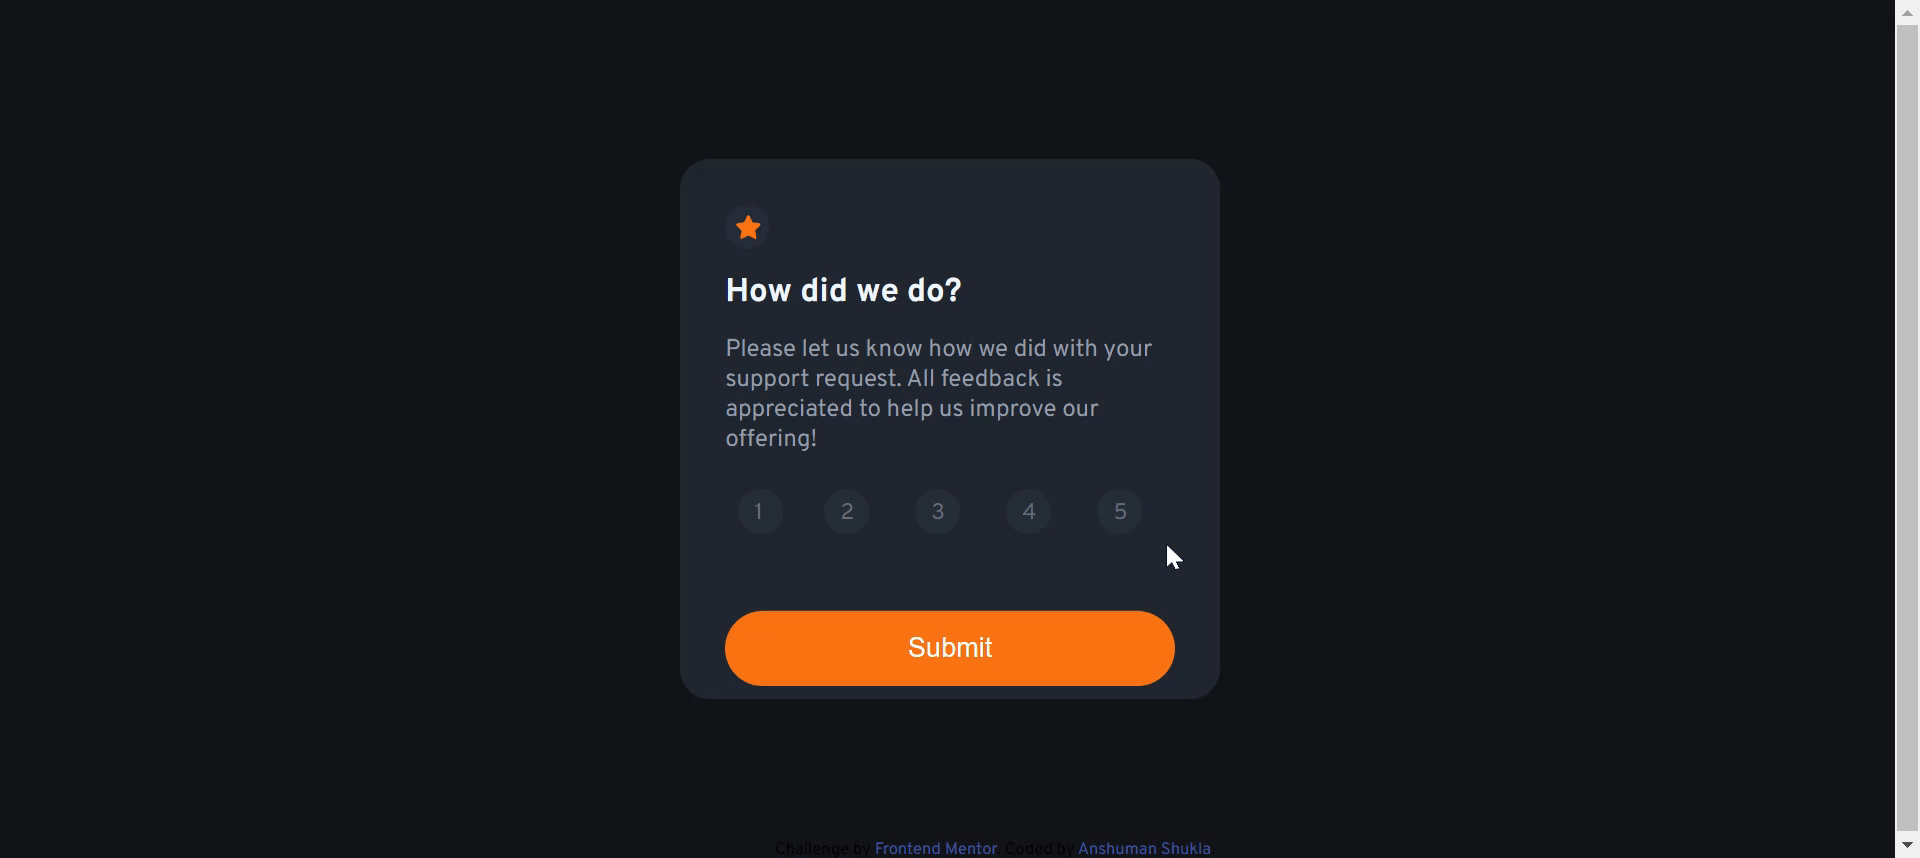 How did we do?
Please let us know how we did with your
support request. All feedback is
appreciated to help us improve our
offering!
1 2 3 4 5
Submit
Challenge by Frontend Mentor. Coded by Anshuman Shukla.